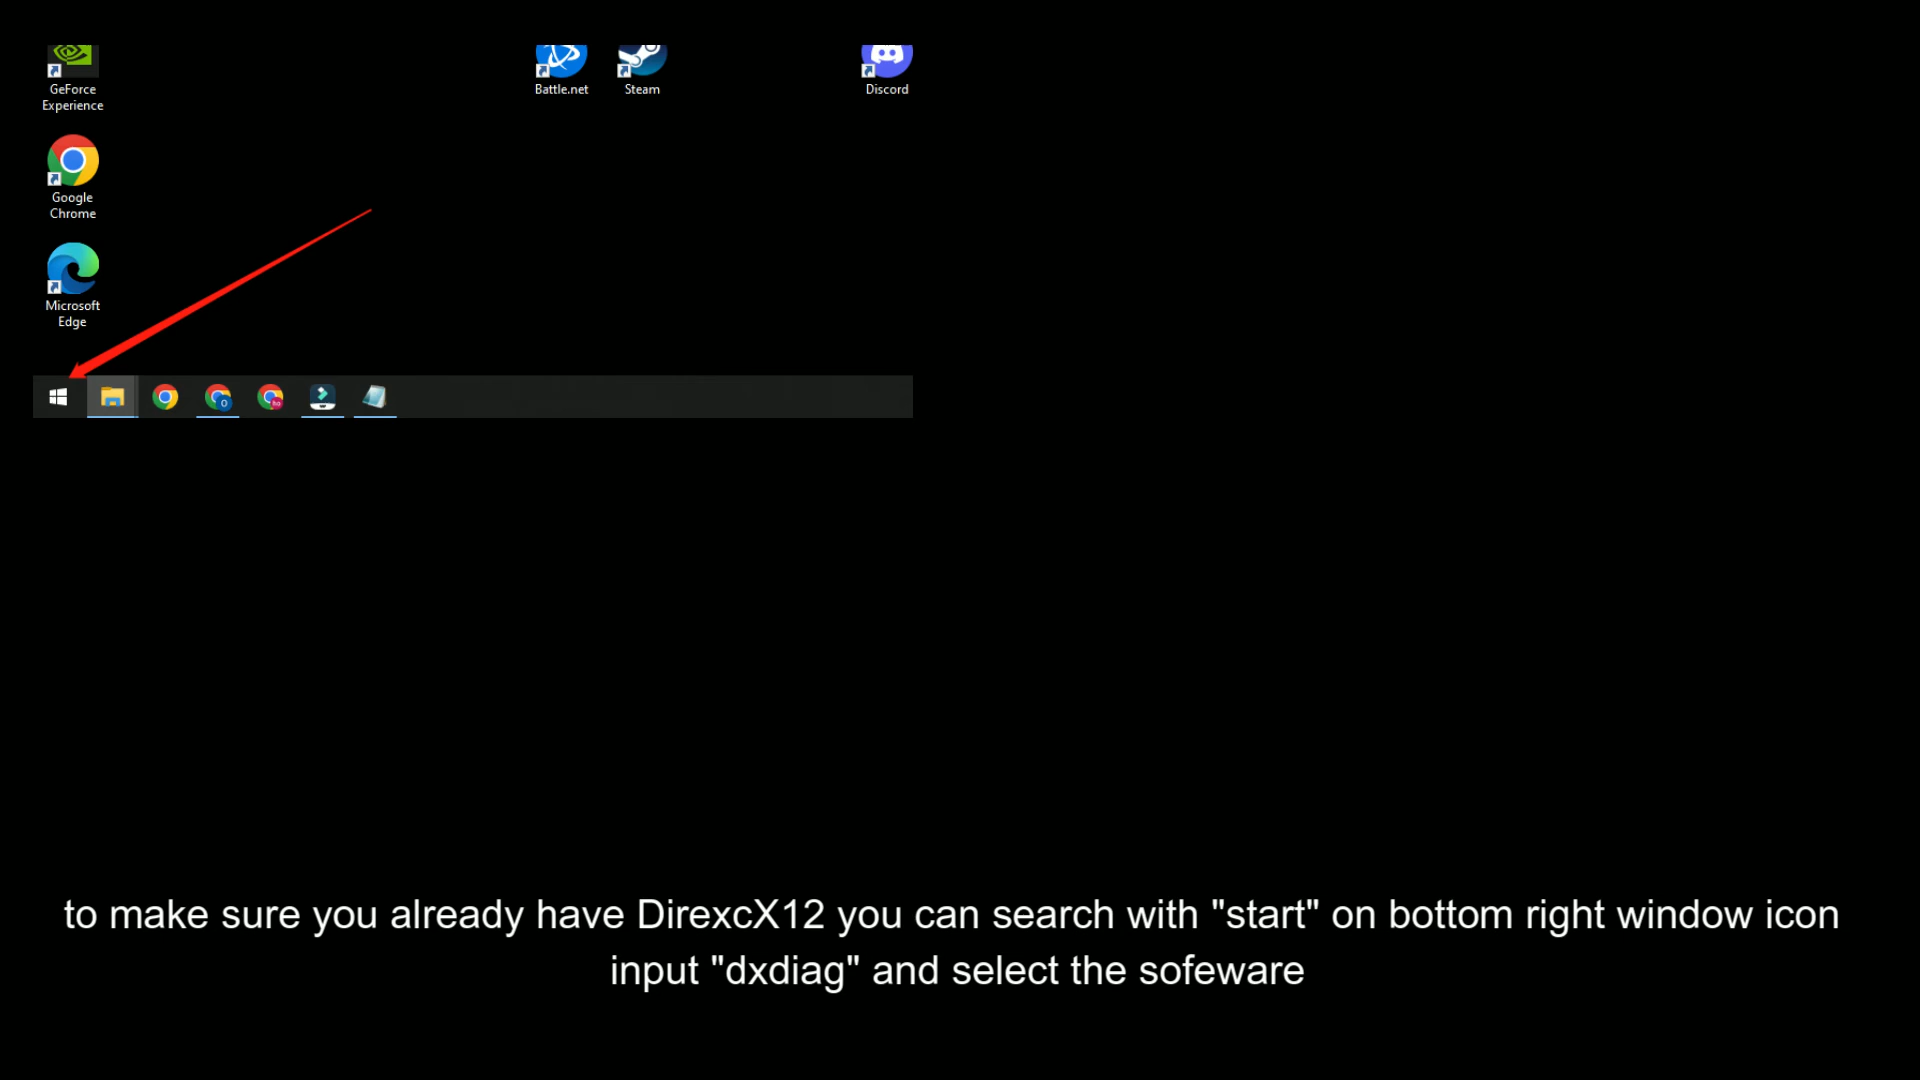 GeForce
Experience
Battle.net
Steam
Discord
Google
Chrome
Microsoft
Edge
to make sure you already have DirexcX12 you can search with "start" on bottom right window icon
input "dxdiag" and select the sofeware